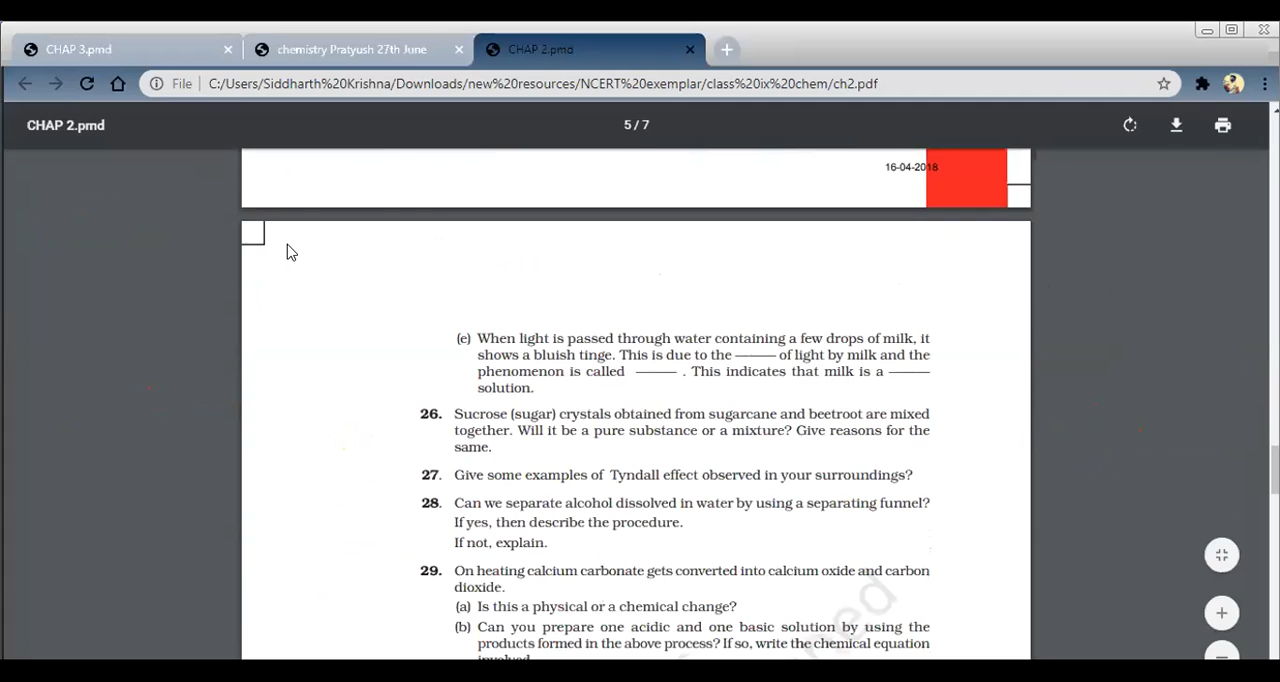 CHAP 3.pmd
chemistry Pratyush 27th June
CHAP 2.pmd
File C:/Users/Siddharth%20Krishna/Downloads/new%20resources/NCERT%20exemplar/class%20ix%20chem/ch2.pdf
CHAP 2.pmd
5 / 7
16-04-2018
(e) When light is passed through water containing a few drops of milk, it
shows a bluish tinge. This is due to the ——— of light by milk and the
phenomenon is called ——— . This indicates that milk is a ———
solution.
26. Sucrose (sugar) crystals obtained from sugarcane and beetroot are mixed
together. Will it be a pure substance or a mixture? Give reasons for the
same.
27. Give some examples of Tyndall effect observed in your surroundings?
28. Can we separate alcohol dissolved in water by using a separating funnel?
If yes, then describe the procedure.
If not, explain.
29. On heating calcium carbonate gets converted into calcium oxide and carbon
dioxide.
(a) Is this a physical or a chemical change?
(b) Can you prepare one acidic and one basic solution by using the
products formed in the above process? If so, write the chemical equation
involved.